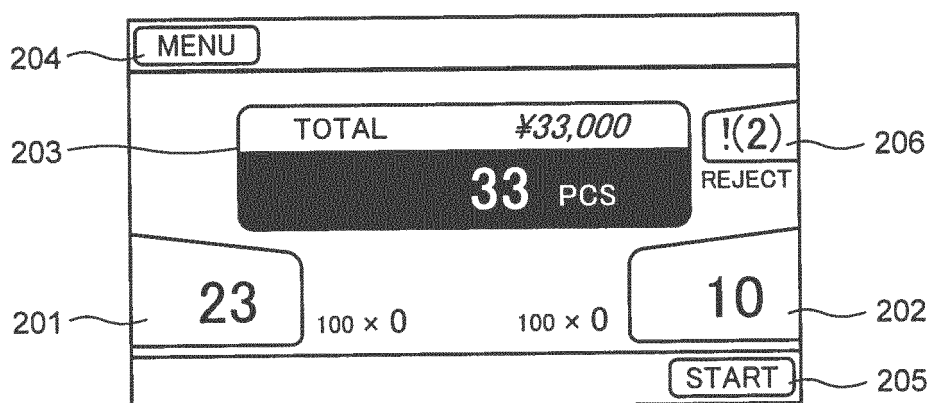 204 MENU
TOTAL ¥33,000 !(2) 206
203
33 PCS REJECT
201 23 100 × 0 100 × 0 10 202
START 205